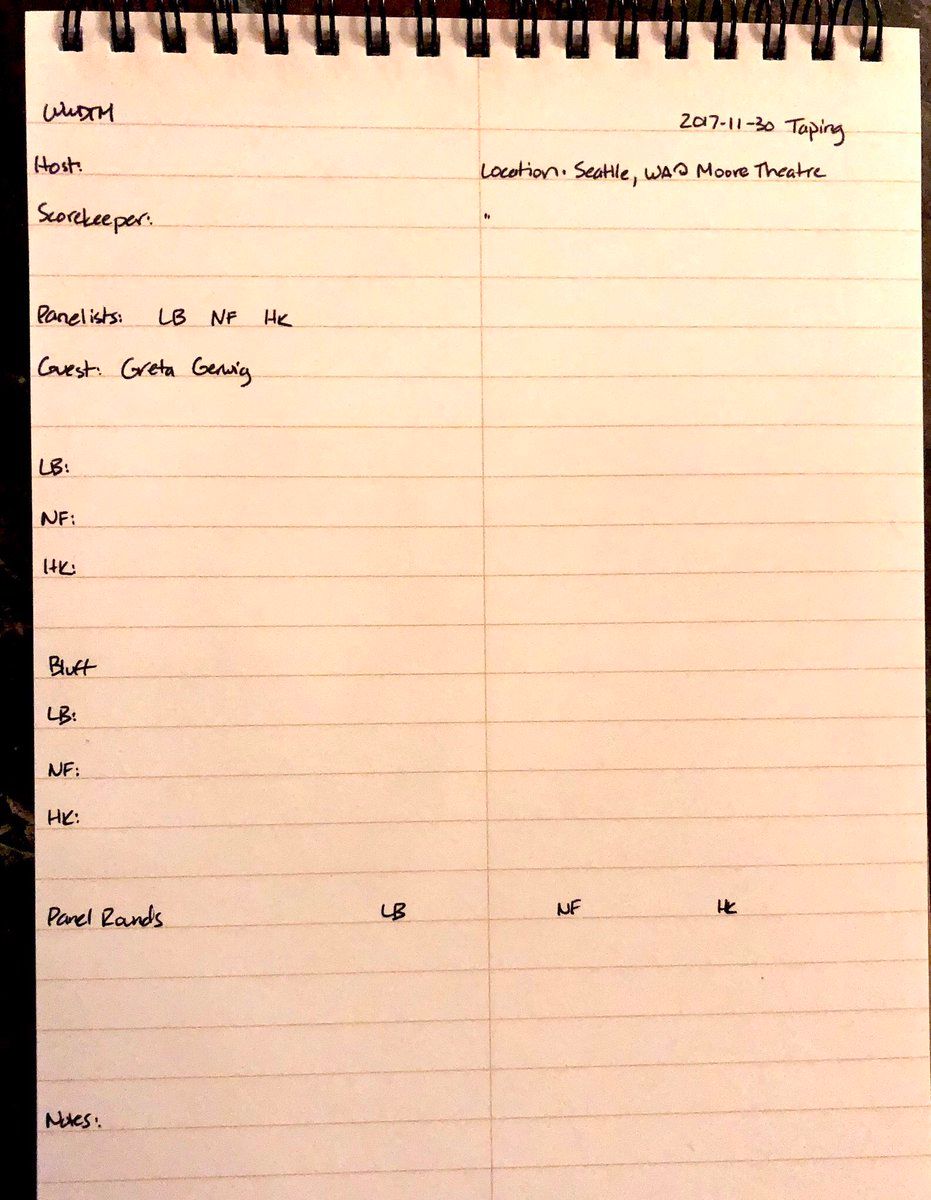 WWDTM 2017-11-30 Taping
Host: Location: Seattle, WA @ Moore Theatre
Scorekeeper: "
Panelists: LB NF HK
Guest: Greta Gerwig
LB:
NF:
HK:
Bluff
LB:
NF:
HK:
Panel Rounds LB NF HK
Notes: